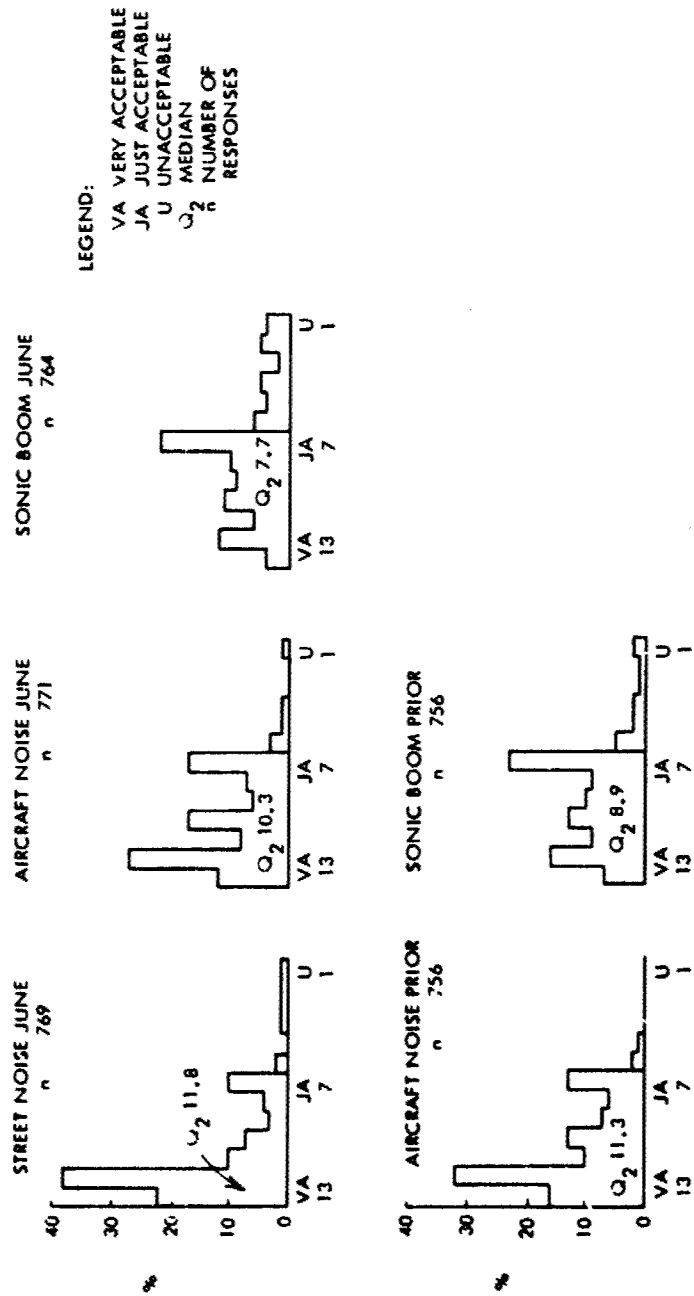 STREET NOISE JUNE
n 769
AIRCRAFT NOISE JUNE
n 771
SONIC BOOM JUNE
n 764
LEGEND:
VA VERY ACCEPTABLE
JA JUST ACCEPTABLE
U UNACCEPTABLE
Q2 MEDIAN
n NUMBER OF
RESPONSES
%
40
20
10
0
Q2 11.8
VA JA U
13 7 1
Q2 10.3
VA JA U
13 7 1
Q2 7.7
VA JA U
13 7 1
AIRCRAFT NOISE PRIOR
n 756
SONIC BOOM PRIOR
n 756
%
40
30
20
10
0
Q2 11.3
VA JA U
13 7 1
Q2 8.9
VA JA U
13 7 1